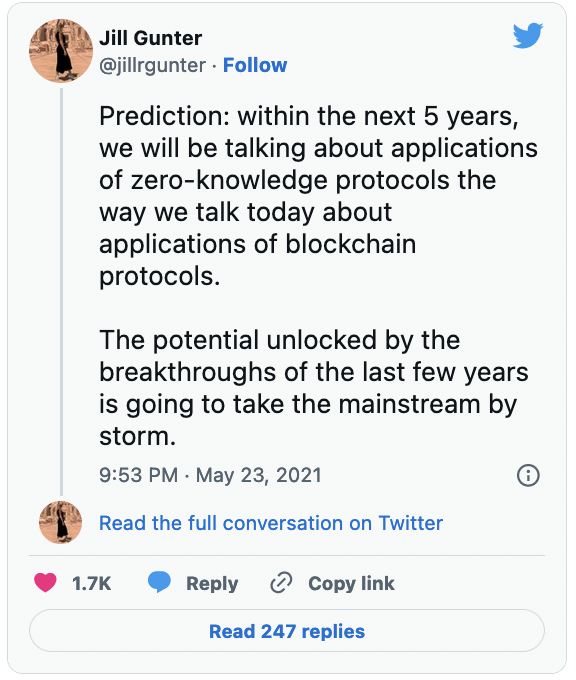 Jill Gunter
@jillrgunter · Follow
Prediction: within the next 5 years,
we will be talking about applications
of zero-knowledge protocols the
way we talk today about
applications of blockchain
protocols.
The potential unlocked by the
breakthroughs of the last few years
is going to take the mainstream by
storm.
9:53 PM · May 23, 2021
Read the full conversation on Twitter
1.7K Reply Copy link
Read 247 replies